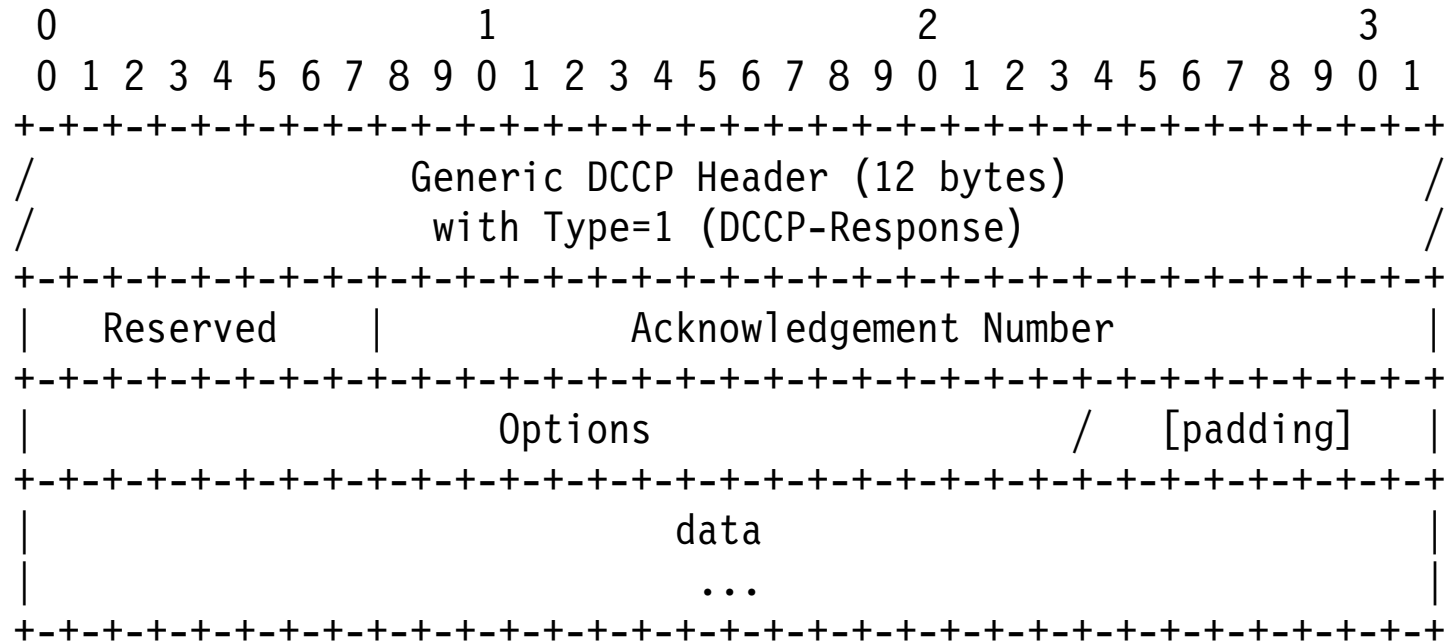 0                   1                   2                   3
 0 1 2 3 4 5 6 7 8 9 0 1 2 3 4 5 6 7 8 9 0 1 2 3 4 5 6 7 8 9 0 1
+-+-+-+-+-+-+-+-+-+-+-+-+-+-+-+-+-+-+-+-+-+-+-+-+-+-+-+-+-+-+-+-+
/                 Generic DCCP Header (12 bytes)                /
/                  with Type=1 (DCCP-Response)                  /
+-+-+-+-+-+-+-+-+-+-+-+-+-+-+-+-+-+-+-+-+-+-+-+-+-+-+-+-+-+-+-+-+
|   Reserved    |           Acknowledgement Number              |
+-+-+-+-+-+-+-+-+-+-+-+-+-+-+-+-+-+-+-+-+-+-+-+-+-+-+-+-+-+-+-+-+
|                     Options                   /   [padding]   |
+-+-+-+-+-+-+-+-+-+-+-+-+-+-+-+-+-+-+-+-+-+-+-+-+-+-+-+-+-+-+-+-+
|                             data                              |
|                              ...                              |
+-+-+-+-+-+-+-+-+-+-+-+-+-+-+-+-+-+-+-+-+-+-+-+-+-+-+-+-+-+-+-+-+